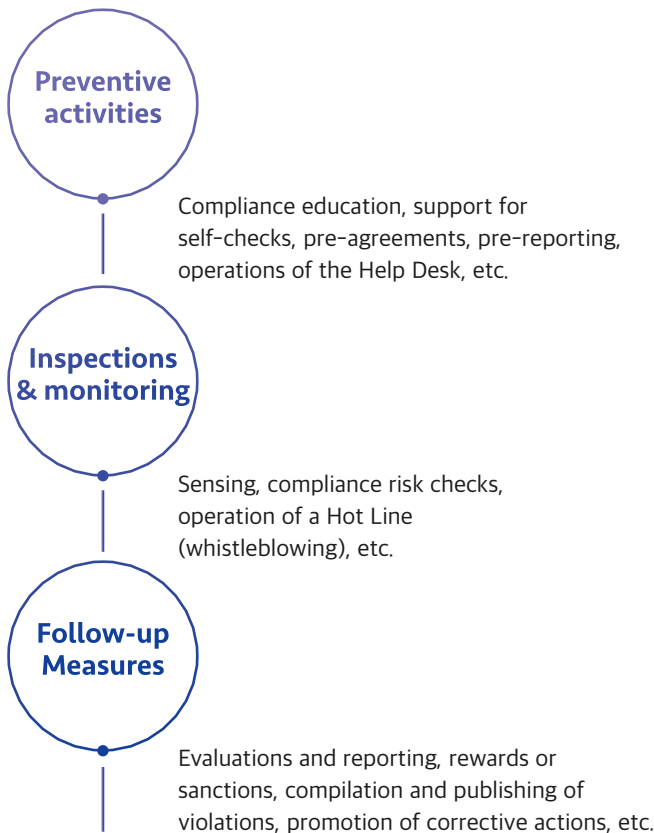 Preventive
activities
Compliance education, support for
self-checks, pre-agreements, pre-reporting,
operations of the Help Desk, etc.
Inspections
& monitoring
Sensing, compliance risk checks,
operation of a Hot Line
(whistleblowing), etc.
Follow-up
Measures
Evaluations and reporting, rewards or
sanctions, compilation and publishing of
violations, promotion of corrective actions, etc.